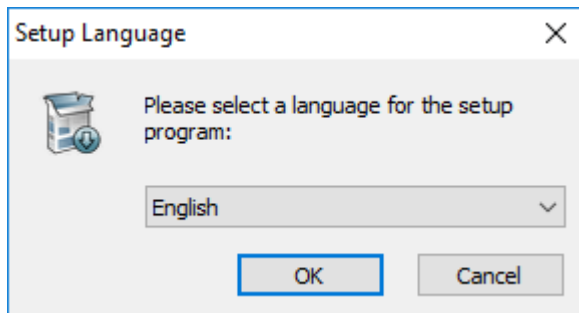 Setup Language
Please select a language for the setup
program:
English
OK
Cancel